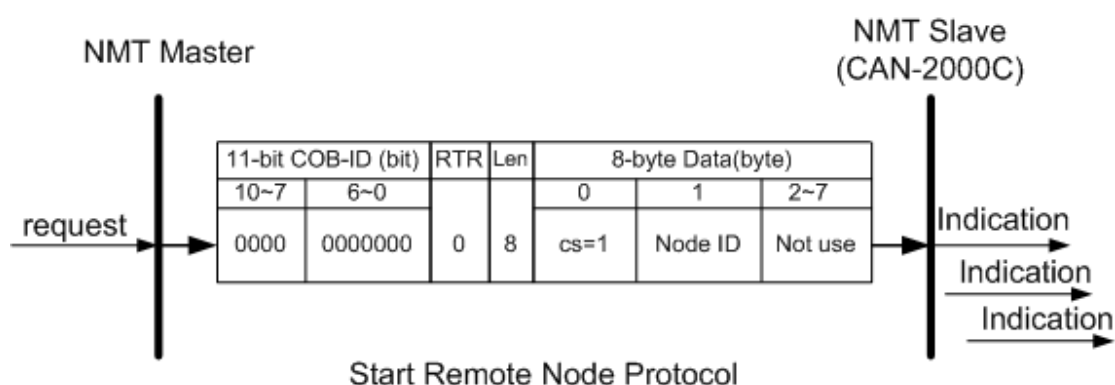 NMT Master
NMT Slave
(CAN-2000C)
11-bit COB-ID (bit) RTR Len 8-byte Data(byte)
10~7 6~0 0 1 2~7
request
0000 0000000 0 8 cs=1 Node ID Not use
Indication
Indication
Indication
Start Remote Node Protocol